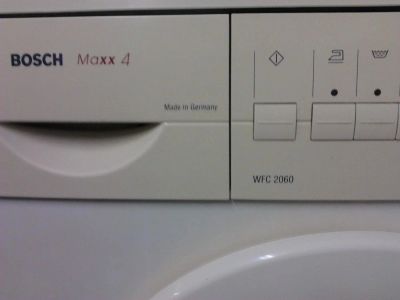 BOSCH Maxx 4
Made in Germany
WFC 2060